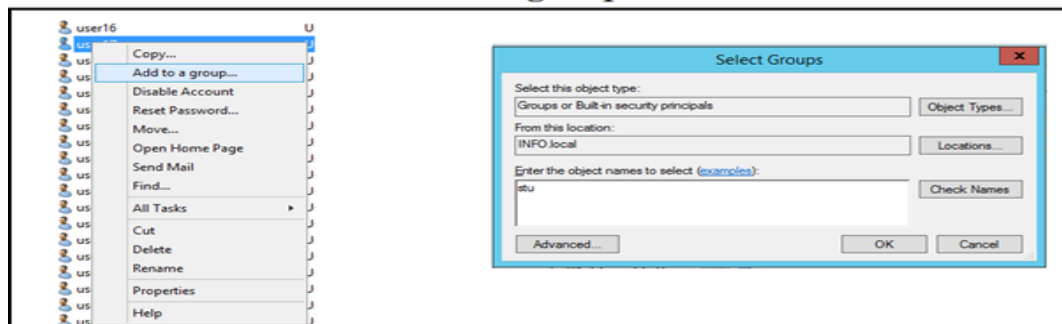 user16 U
Copy...
Add to a group...
Disable Account
Reset Password...
Move...
Open Home Page
Send Mail
Find...
All Tasks
Cut
Delete
Rename
Properties
Help
Select Groups
Select this object type:
Groups or Built-in security principals
Object Types...
From this location:
INFO.local
Locations...
Enter the object names to select (examples):
stu
Check Names
Advanced...
OK
Cancel